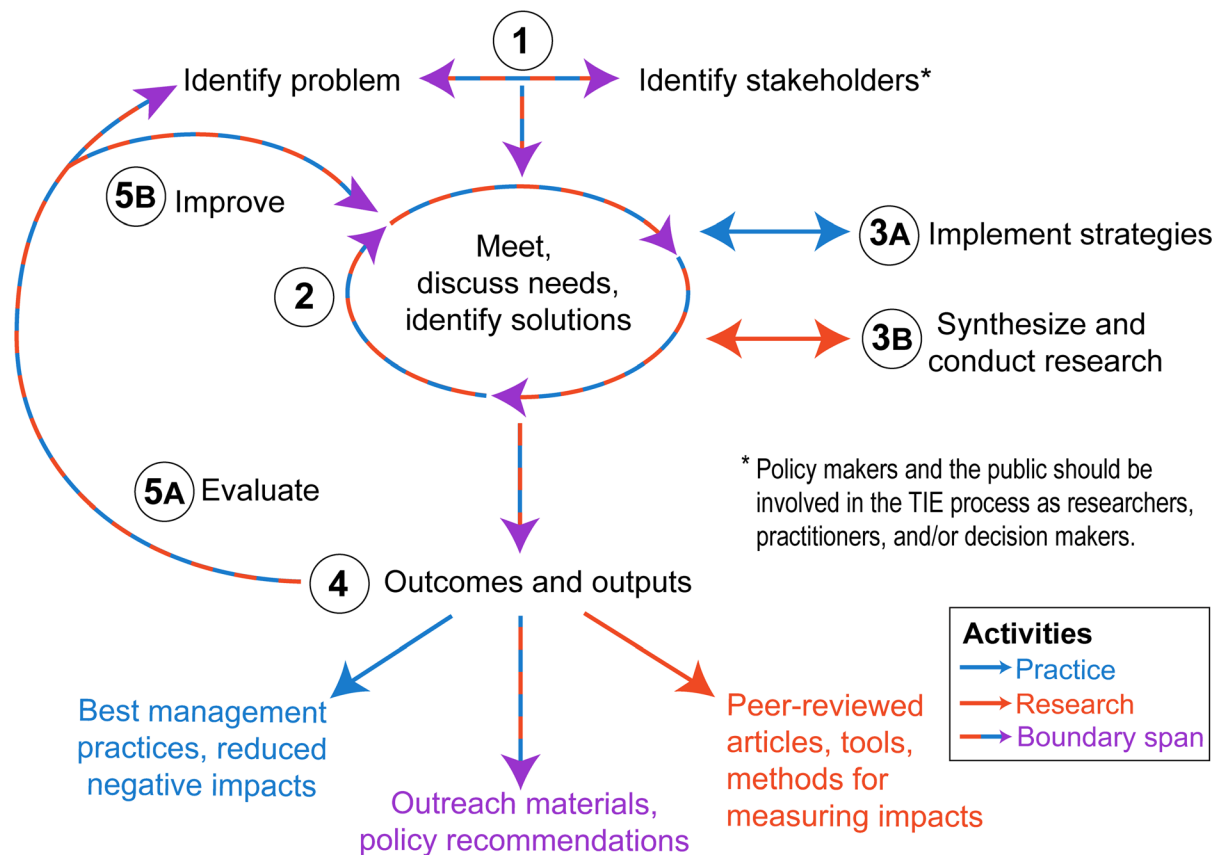 1
Identify problem
Identify stakeholders*
5B Improve
2
Meet,
discuss needs,
identify solutions
3A Implement strategies
3B Synthesize and
conduct research
5A Evaluate
* Policy makers and the public should be
involved in the TIE process as researchers,
practitioners, and/or decision makers.
4 Outcomes and outputs
Best management
practices, reduced
negative impacts
Outreach materials,
policy recommendations
Peer-reviewed
articles, tools,
methods for
measuring impacts
Activities
Practice
Research
Boundary span